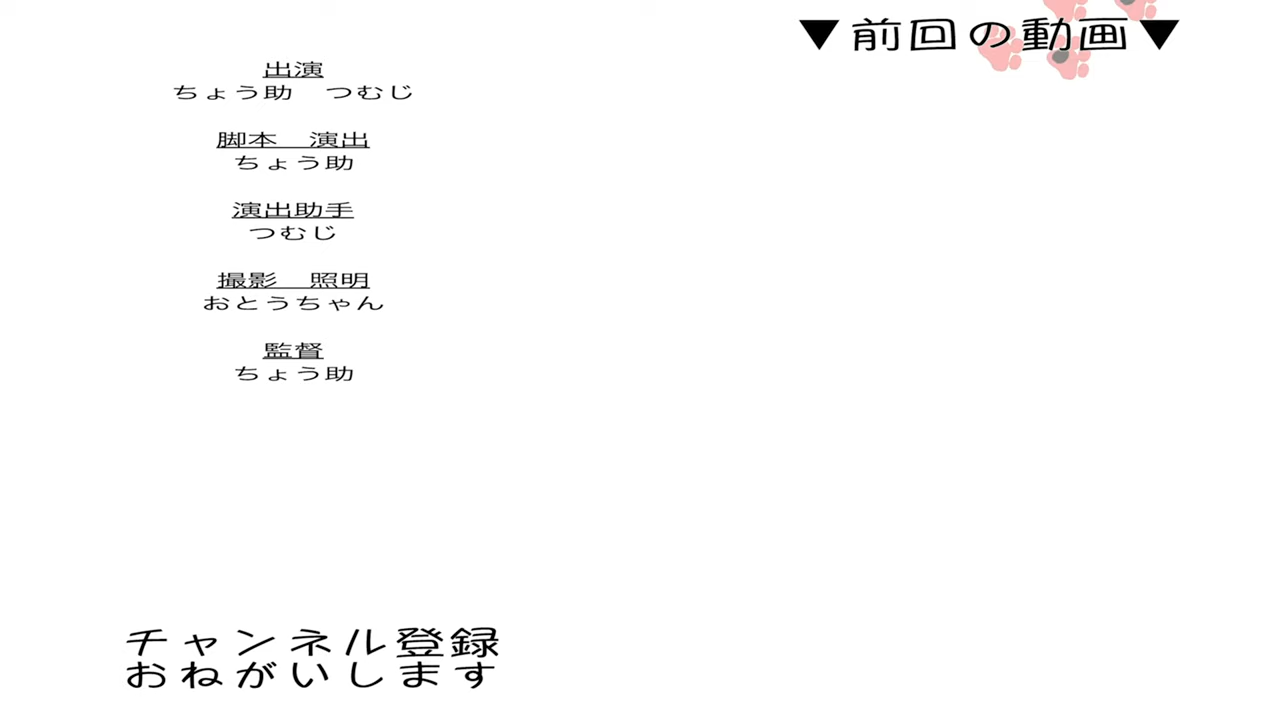 ▼前回の動画▼
出演
ちょう助　つむじ
脚本　演出
ちょう助
演出助手
つむじ
撮影　照明
おとうちゃん
監督
ちょう助
チャンネル登録
おねがいします